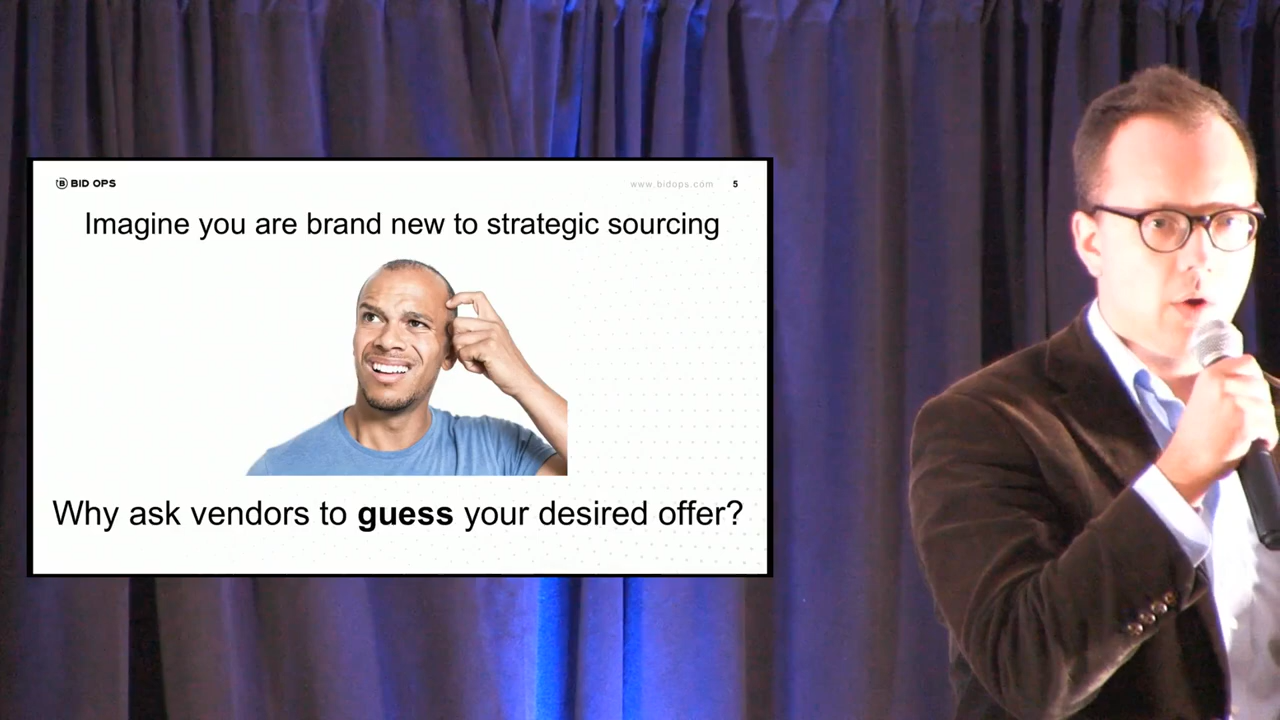 BID OPS
www.bidops.com 5
Imagine you are brand new to strategic sourcing
Why ask vendors to guess your desired offer?